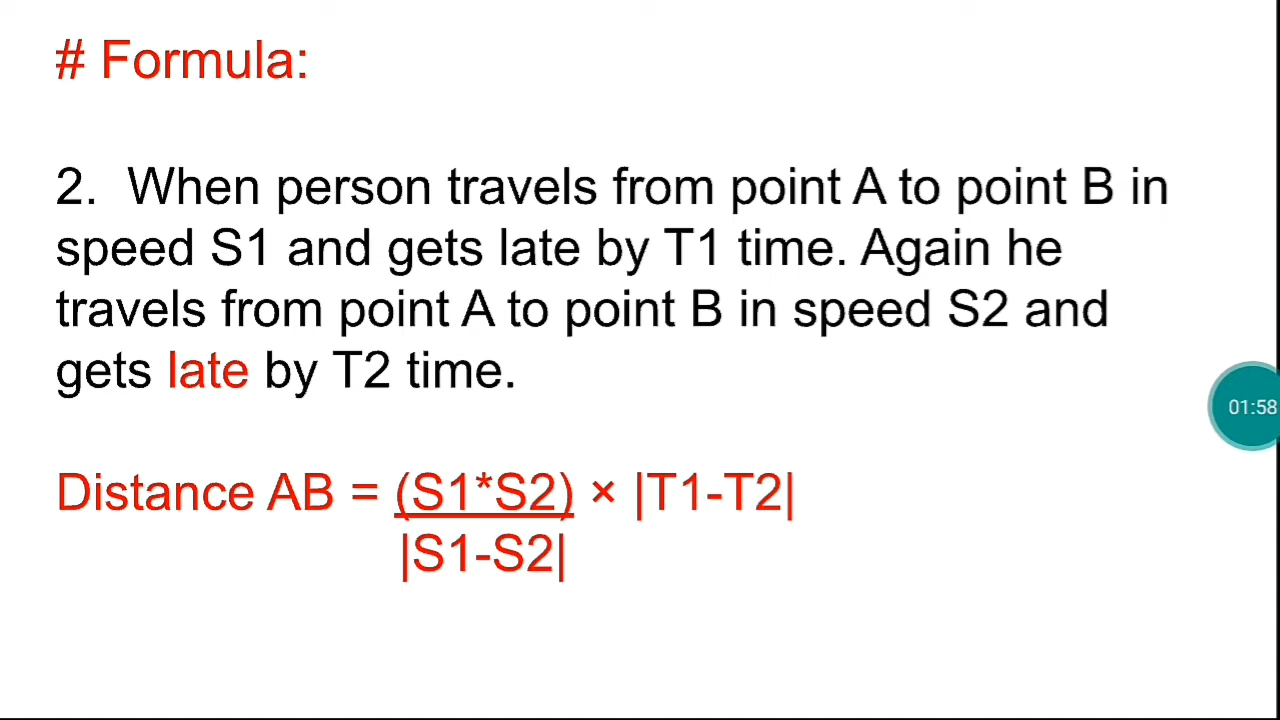 # Formula:
2. When person travels from point A to point B in
speed S1 and gets late by T1 time. Again he
travels from point A to point B in speed S2 and
gets late by T2 time.
01:58
Distance AB = (S1*S2) × |T1-T2|
|S1-S2|